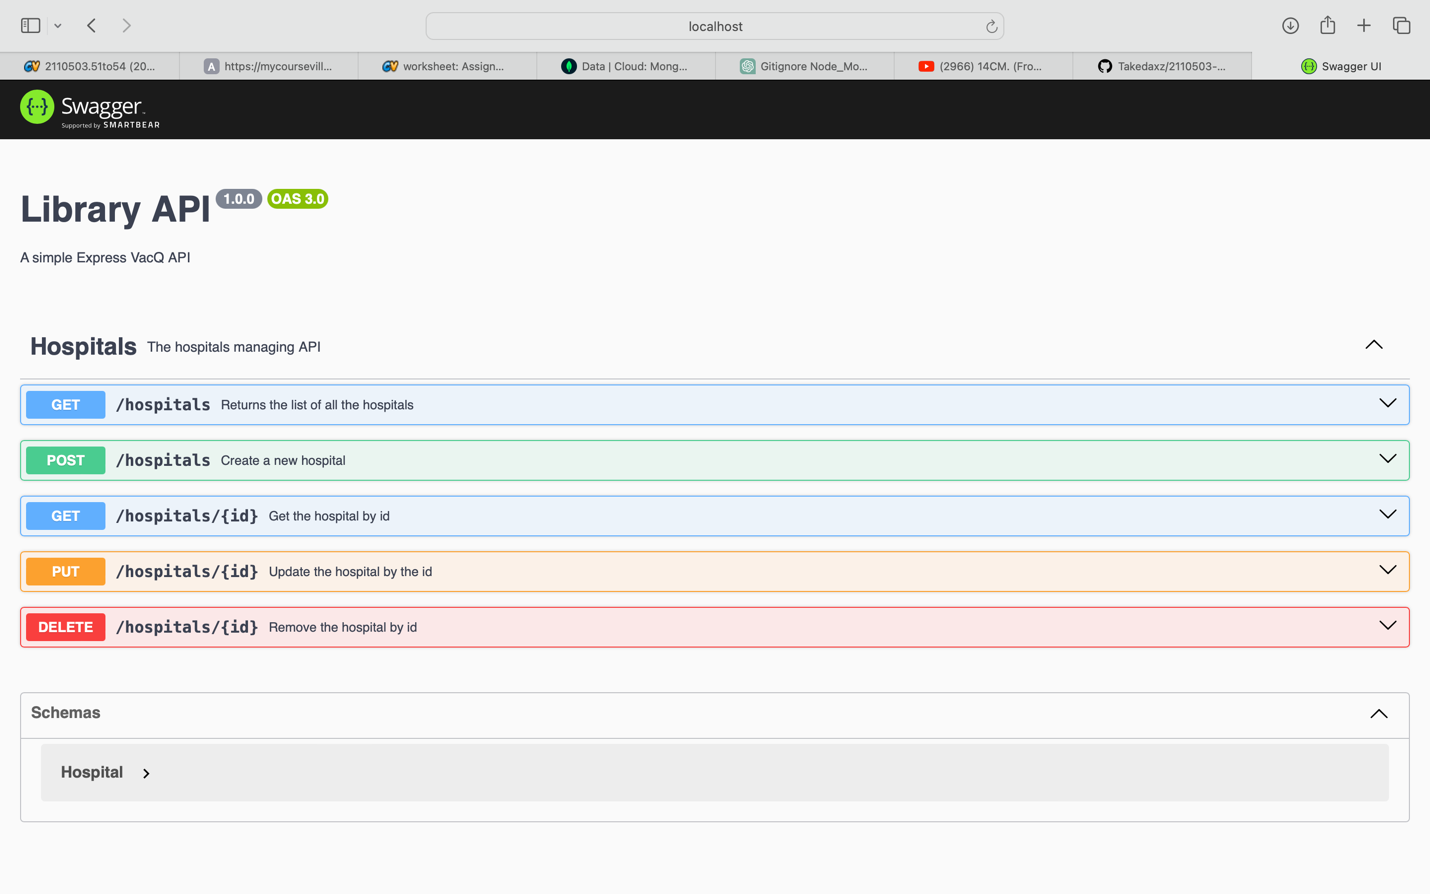 localhost
2110503.51to54 (20...
A https://mycoursevill...
worksheet: Assign...
Data | Cloud: Mong...
Gitignore Node_Mo...
(2966) 14CM. (Fro...
Takedaxz/2110503-...
Swagger UI
{···} Swagger™
Supported by SMARTBEAR
Library API 1.0.0 OAS 3.0
A simple Express VacQ API
Hospitals The hospitals managing API
GET /hospitals Returns the list of all the hospitals
POST /hospitals Create a new hospital
GET /hospitals/{id} Get the hospital by id
PUT /hospitals/{id} Update the hospital by the id
DELETE /hospitals/{id} Remove the hospital by id
Schemas
Hospital